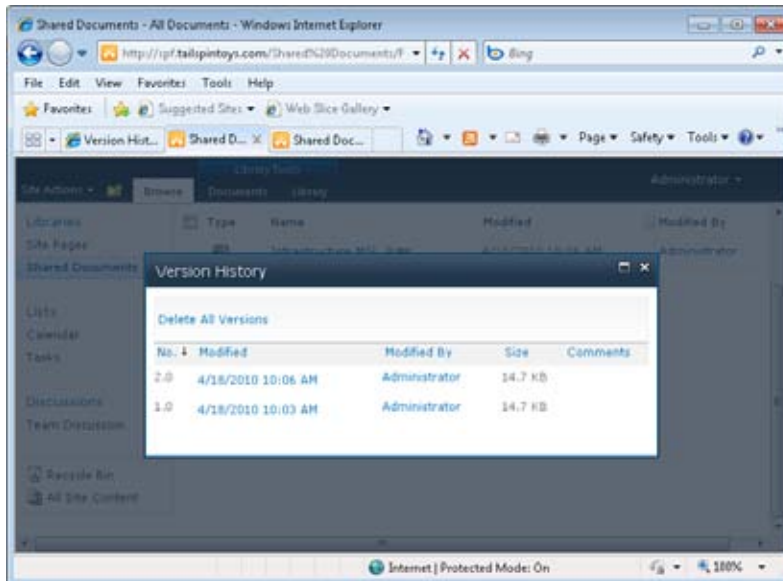 Shared Documents - All Documents - Windows Internet Explorer
http://spf.tailspintoys.com/Shared%20Documents/F
Bing
File Edit View Favorites Tools Help
Favorites Suggested Sites Web Slice Gallery
Version Hist... Shared D... Shared Doc... Page Safety Tools
Library Tools
Site Actions Browse Documents Library Administrator
Libraries Type Name Modified Modified By
Site Pages
Administrator
Shared Documents
Version History
Lists
Delete All Versions
Calendar
No. Modified Modified By Size Comments
Tasks
2.0 4/18/2010 10:06 AM Administrator 14.7 KB
Discussions
1.0 4/18/2010 10:03 AM Administrator 14.7 KB
Team Discussion
Recycle Bin
All Site Content
Internet | Protected Mode: On 100%